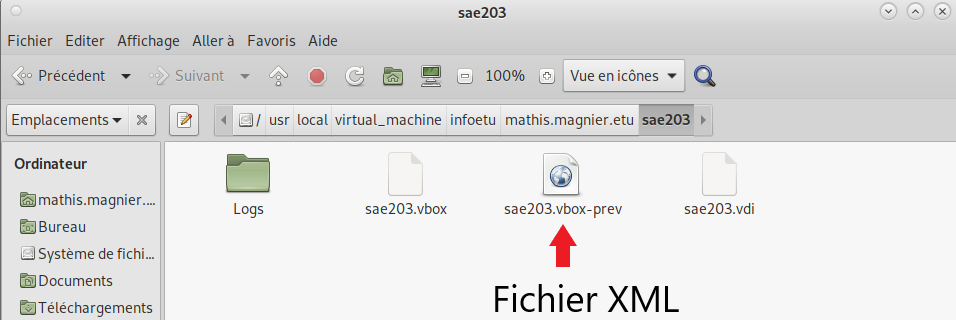 sae203
Fichier Editer Affichage Aller à Favoris Aide
Précédent Suivant 100% Vue en icônes
Emplacements / usr local virtual_machine infoetu mathis.magnier.etu sae203
Ordinateur
mathis.magnier....
Bureau
Système de fichi...
Documents
Téléchargements
Logs sae203.vbox sae203.vbox-prev sae203.vdi
Fichier XML